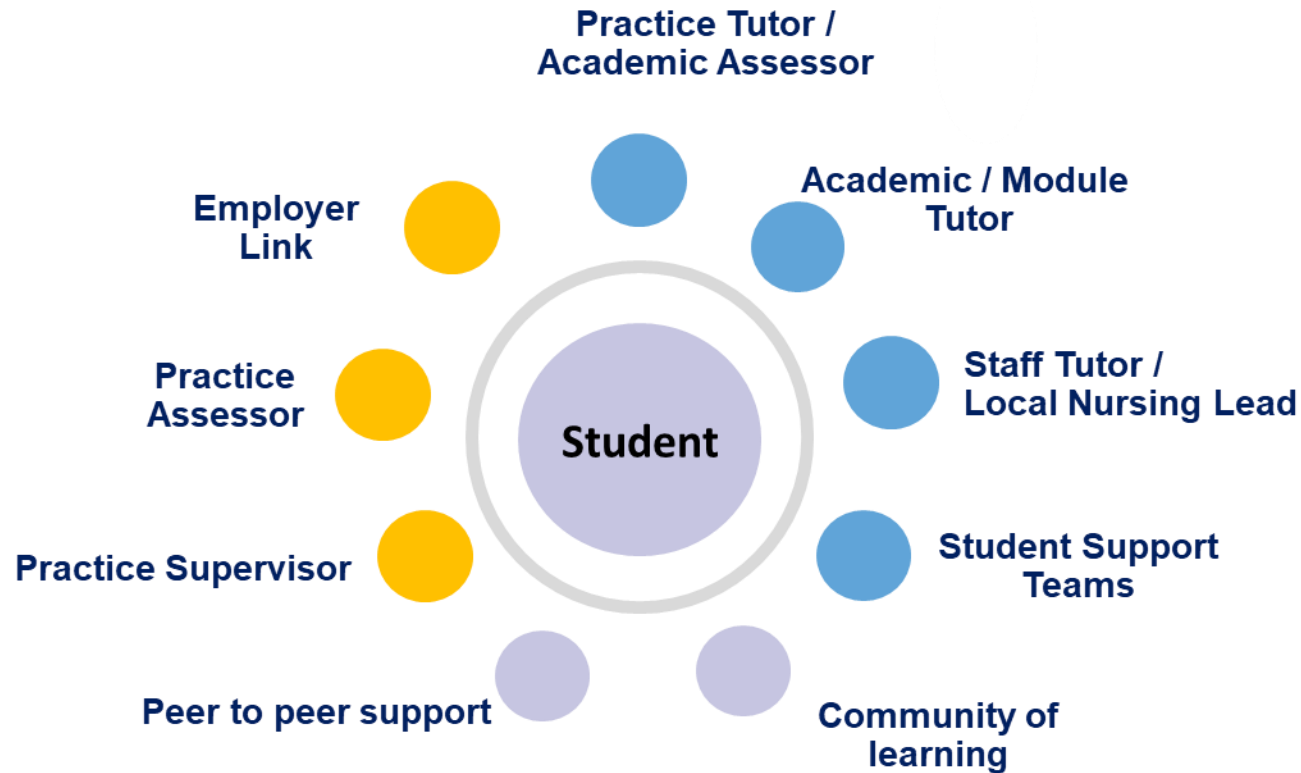 Practice Tutor /
Academic Assessor
Academic / Module
Tutor
Employer
Link
Staff Tutor /
Local Nursing Lead
Practice
Assessor
Student
Student Support
Teams
Practice Supervisor
Peer to peer support
Community of
learning